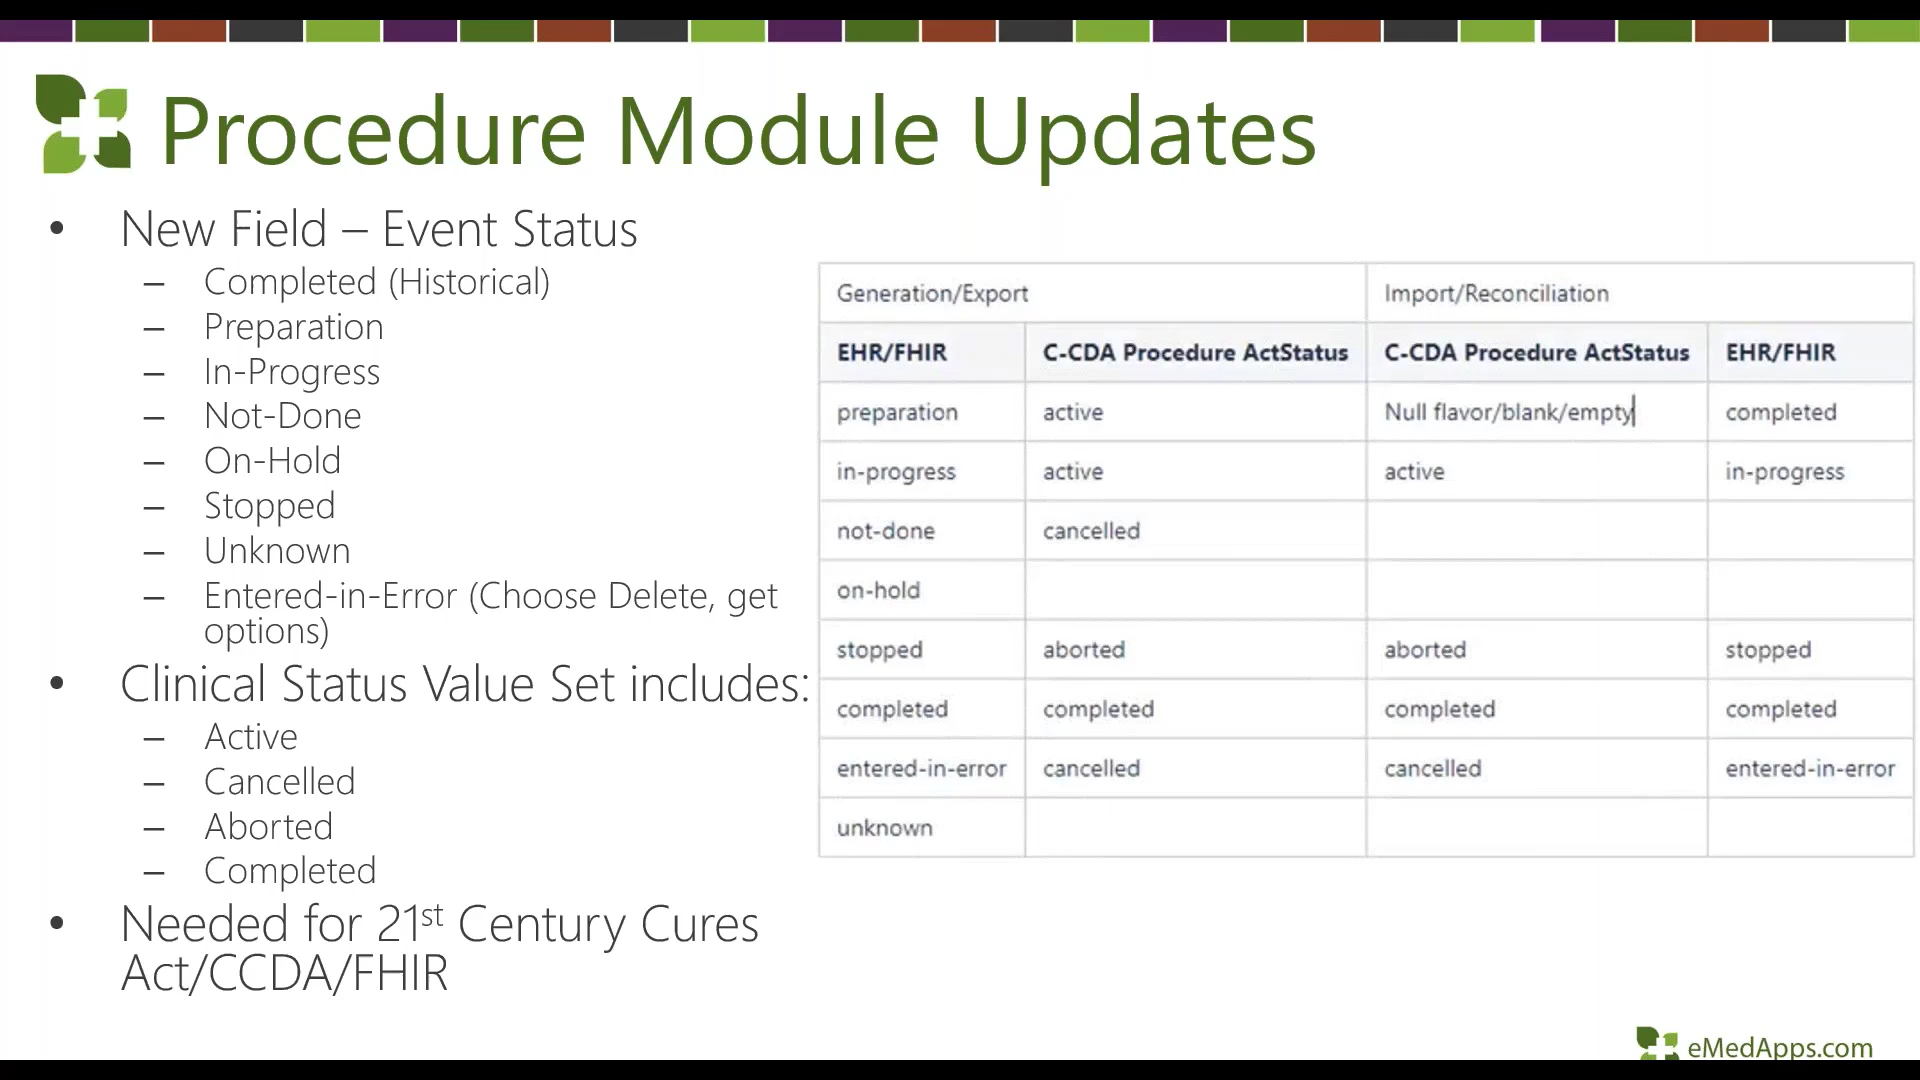 Procedure Module Updates
• New Field – Event Status
– Completed (Historical)
– Preparation
– In-Progress
– Not-Done
– On-Hold
– Stopped
– Unknown
– Entered-in-Error (Choose Delete, get
options)
• Clinical Status Value Set includes:
– Active
– Cancelled
– Aborted
– Completed
• Needed for 21st Century Cures
Act/CCDA/FHIR
Generation/Export Import/Reconciliation
EHR/FHIR C-CDA Procedure ActStatus C-CDA Procedure ActStatus EHR/FHIR
preparation active Null flavor/blank/empty completed
in-progress active active in-progress
not-done cancelled
on-hold
stopped aborted aborted stopped
completed completed completed completed
entered-in-error cancelled cancelled entered-in-error
unknown
eMedApps.com